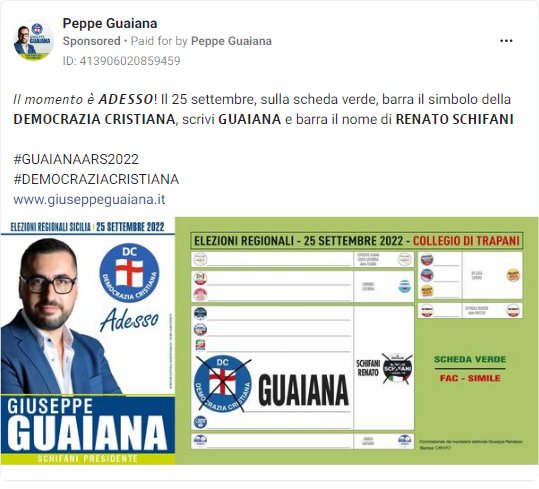 Peppe Guaiana
Sponsored • Paid for by Peppe Guaiana
ID: 413906020859459
Il momento è ADESSO! Il 25 settembre, sulla scheda verde, barra il simbolo della
DEMOCRAZIA CRISTIANA, scrivi GUAIANA e barra il nome di RENATO SCHIFANI
#GUAIANAARS2022
#DEMOCRAZIACRISTIANA
www.giuseppeguaiana.it
ELEZIONI REGIONALI SICILIA | 25 SETTEMBRE 2022
DC
DEMOCRAZIA CRISTIANA
Adesso
GIUSEPPE
GUAIANA
SCHIFANI PRESIDENTE
ELEZIONI REGIONALI - 25 SETTEMBRE 2022 - COLLEGIO DI TRAPANI
DC
DEMOCRAZIA CRISTIANA
GUAIANA
SCHIFANI
RENATO
SCHIFANI
SCHEDA VERDE
FAC - SIMILE